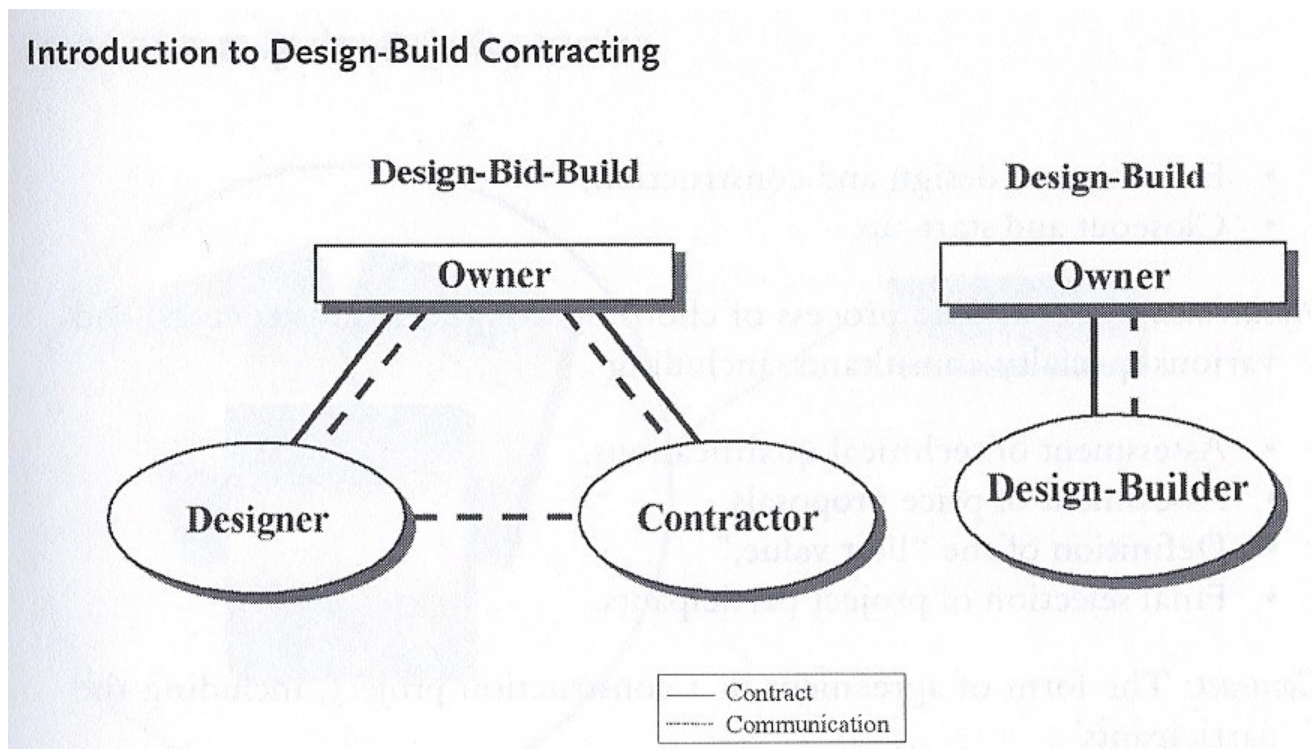 Introduction to Design-Build Contracting
Design-Bid-Build
Owner
Designer
Contractor
Design-Build
Owner
Design-Builder
Contract
Communication